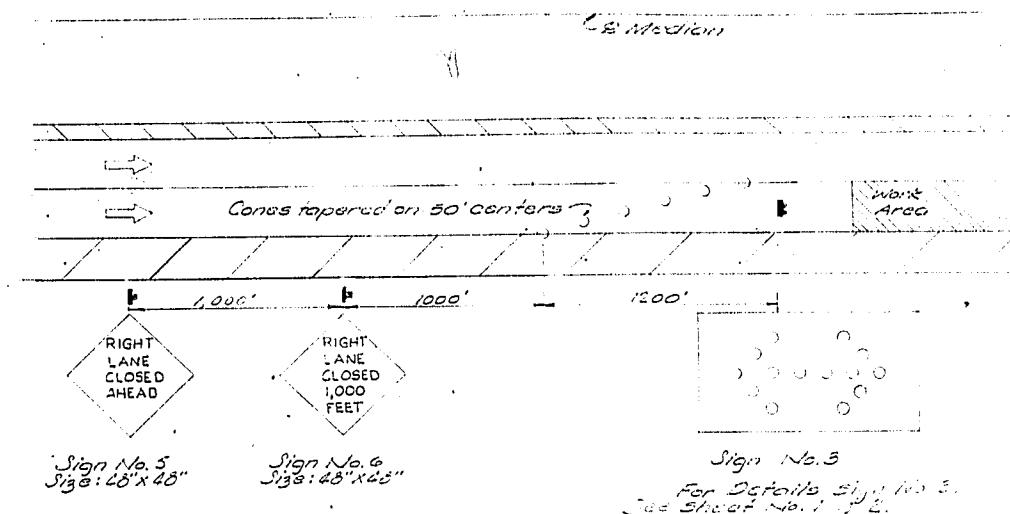 ℄ Median
Cones tapered on 50' centers
Work
Area
1,000'
1000'
1200'
RIGHT
LANE
CLOSED
AHEAD
RIGHT
LANE
CLOSED
1,000
FEET
Sign No. 5
Size: 48" x 48"
Sign No. 6
Size: 48" x 48"
Sign No. 3
For Details Sign No. 3,
See Sheet No. 1 of 2.